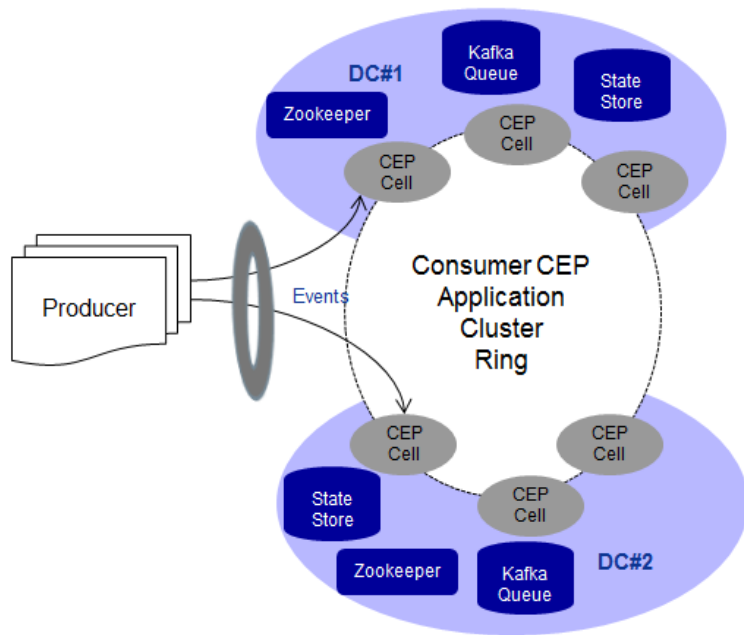 Kafka
Queue
DC#1
State
Store
Zookeeper
CEP
Cell
CEP
Cell
CEP
Cell
Producer
Events
Consumer CEP
Application
Cluster
Ring
CEP
Cell
CEP
Cell
CEP
Cell
State
Store
Zookeeper
Kafka
Queue
DC#2